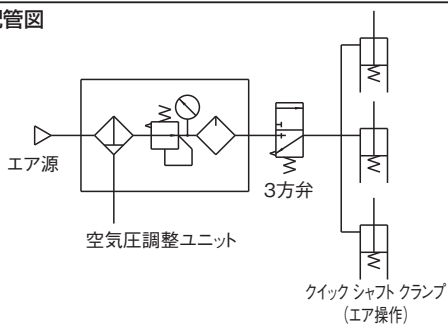 配管図
エア源
空気圧調整ユニット
3方弁
クイック シャフト クランプ
(エア操作)